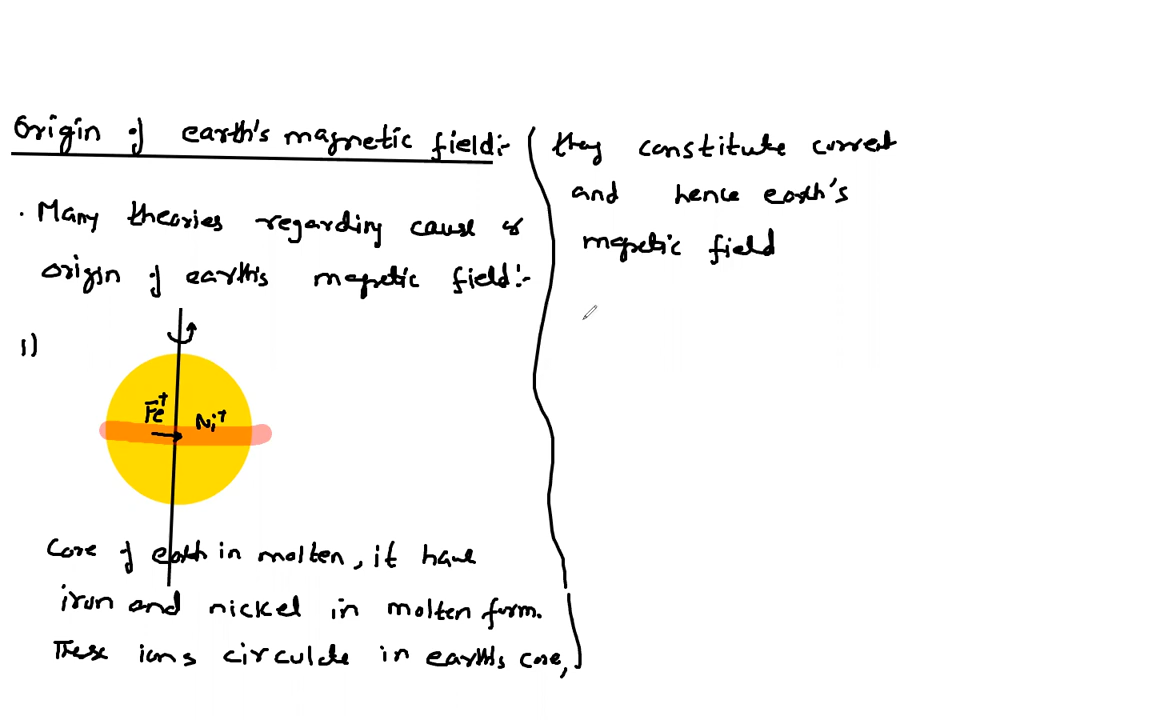 Origin of earth's magnetic field:-
· Many theories regarding cause of
origin of earth's magnetic field:-
1)
Fe+ Ni+
Core of earth in molten, it have
iron and nickel in molten form.
These ions circulate in earth's core,
they constitute current
and hence earth's
magnetic field